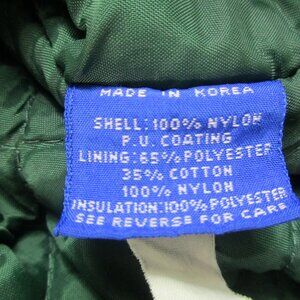 MADE IN KOREA
SHELL: 100% NYLON
P.U. COATING
LINING: 65% POLYESTER
35% COTTON
100% NYLON
INSULATION: 100% POLYESTER
SEE REVERSE FOR CARE